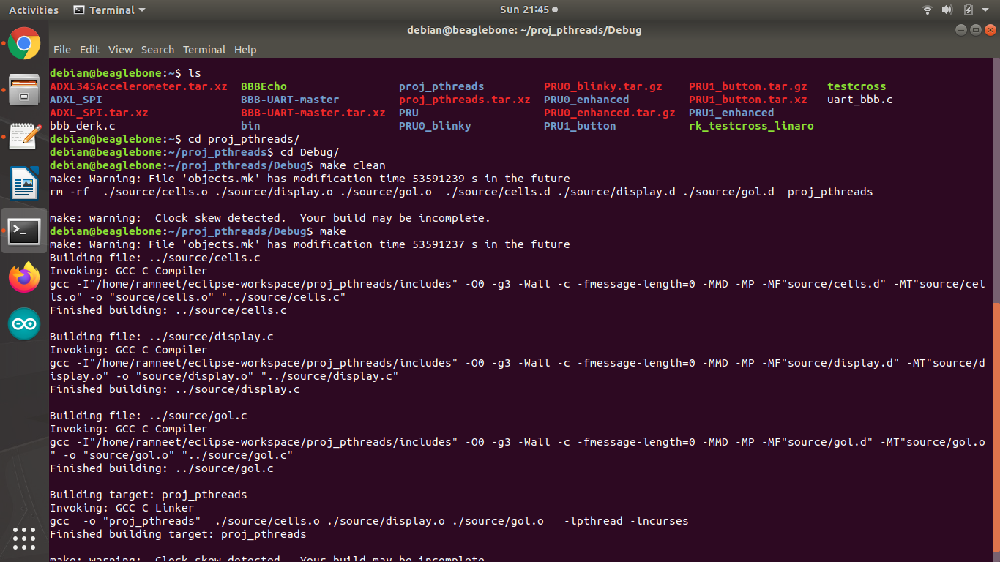 Activities Terminal Sun 21:45
debian@beaglebone: ~/proj_pthreads/Debug
File Edit View Search Terminal Help
debian@beaglebone:~$ ls
ADXL345Accelerometer.tar.xz BBBEcho proj_pthreads PRU0_blinky.tar.gz PRU1_button.tar.gz testcross
ADXL_SPI BBB-UART-master proj_pthreads.tar.xz PRU0_enhanced PRU1_button.tar.xz uart_bbb.c
ADXL_SPI.tar.xz BBB-UART-master.tar.xz PRU PRU0_enhanced.tar.gz PRU1_enhanced
bbb_derk.c bin PRU0_blinky PRU1_button rk_testcross_linaro
debian@beaglebone:~$ cd proj_pthreads/
debian@beaglebone:~/proj_pthreads$ cd Debug/
debian@beaglebone:~/proj_pthreads/Debug$ make clean
make: Warning: File 'objects.mk' has modification time 53591239 s in the future
rm -rf  ./source/cells.o ./source/display.o ./source/gol.o  ./source/cells.d ./source/display.d ./source/gol.d  proj_pthreads
make: warning:  Clock skew detected.  Your build may be incomplete.
debian@beaglebone:~/proj_pthreads/Debug$ make
make: Warning: File 'objects.mk' has modification time 53591237 s in the future
Building file: ../source/cells.c
Invoking: GCC C Compiler
gcc -I"/home/ramneet/eclipse-workspace/proj_pthreads/includes" -O0 -g3 -Wall -c -fmessage-length=0 -MMD -MP -MF"source/cells.d" -MT"source/cel
ls.o" -o "source/cells.o" "../source/cells.c"
Finished building: ../source/cells.c
Building file: ../source/display.c
Invoking: GCC C Compiler
gcc -I"/home/ramneet/eclipse-workspace/proj_pthreads/includes" -O0 -g3 -Wall -c -fmessage-length=0 -MMD -MP -MF"source/display.d" -MT"source/d
isplay.o" -o "source/display.o" "../source/display.c"
Finished building: ../source/display.c
Building file: ../source/gol.c
Invoking: GCC C Compiler
gcc -I"/home/ramneet/eclipse-workspace/proj_pthreads/includes" -O0 -g3 -Wall -c -fmessage-length=0 -MMD -MP -MF"source/gol.d" -MT"source/gol.o
" -o "source/gol.o" "../source/gol.c"
Finished building: ../source/gol.c
Building target: proj_pthreads
Invoking: GCC C Linker
gcc  -o "proj_pthreads"  ./source/cells.o ./source/display.o ./source/gol.o   -lpthread -lncurses
Finished building target: proj_pthreads
make: warning:  Clock skew detected.  Your build may be incomplete.